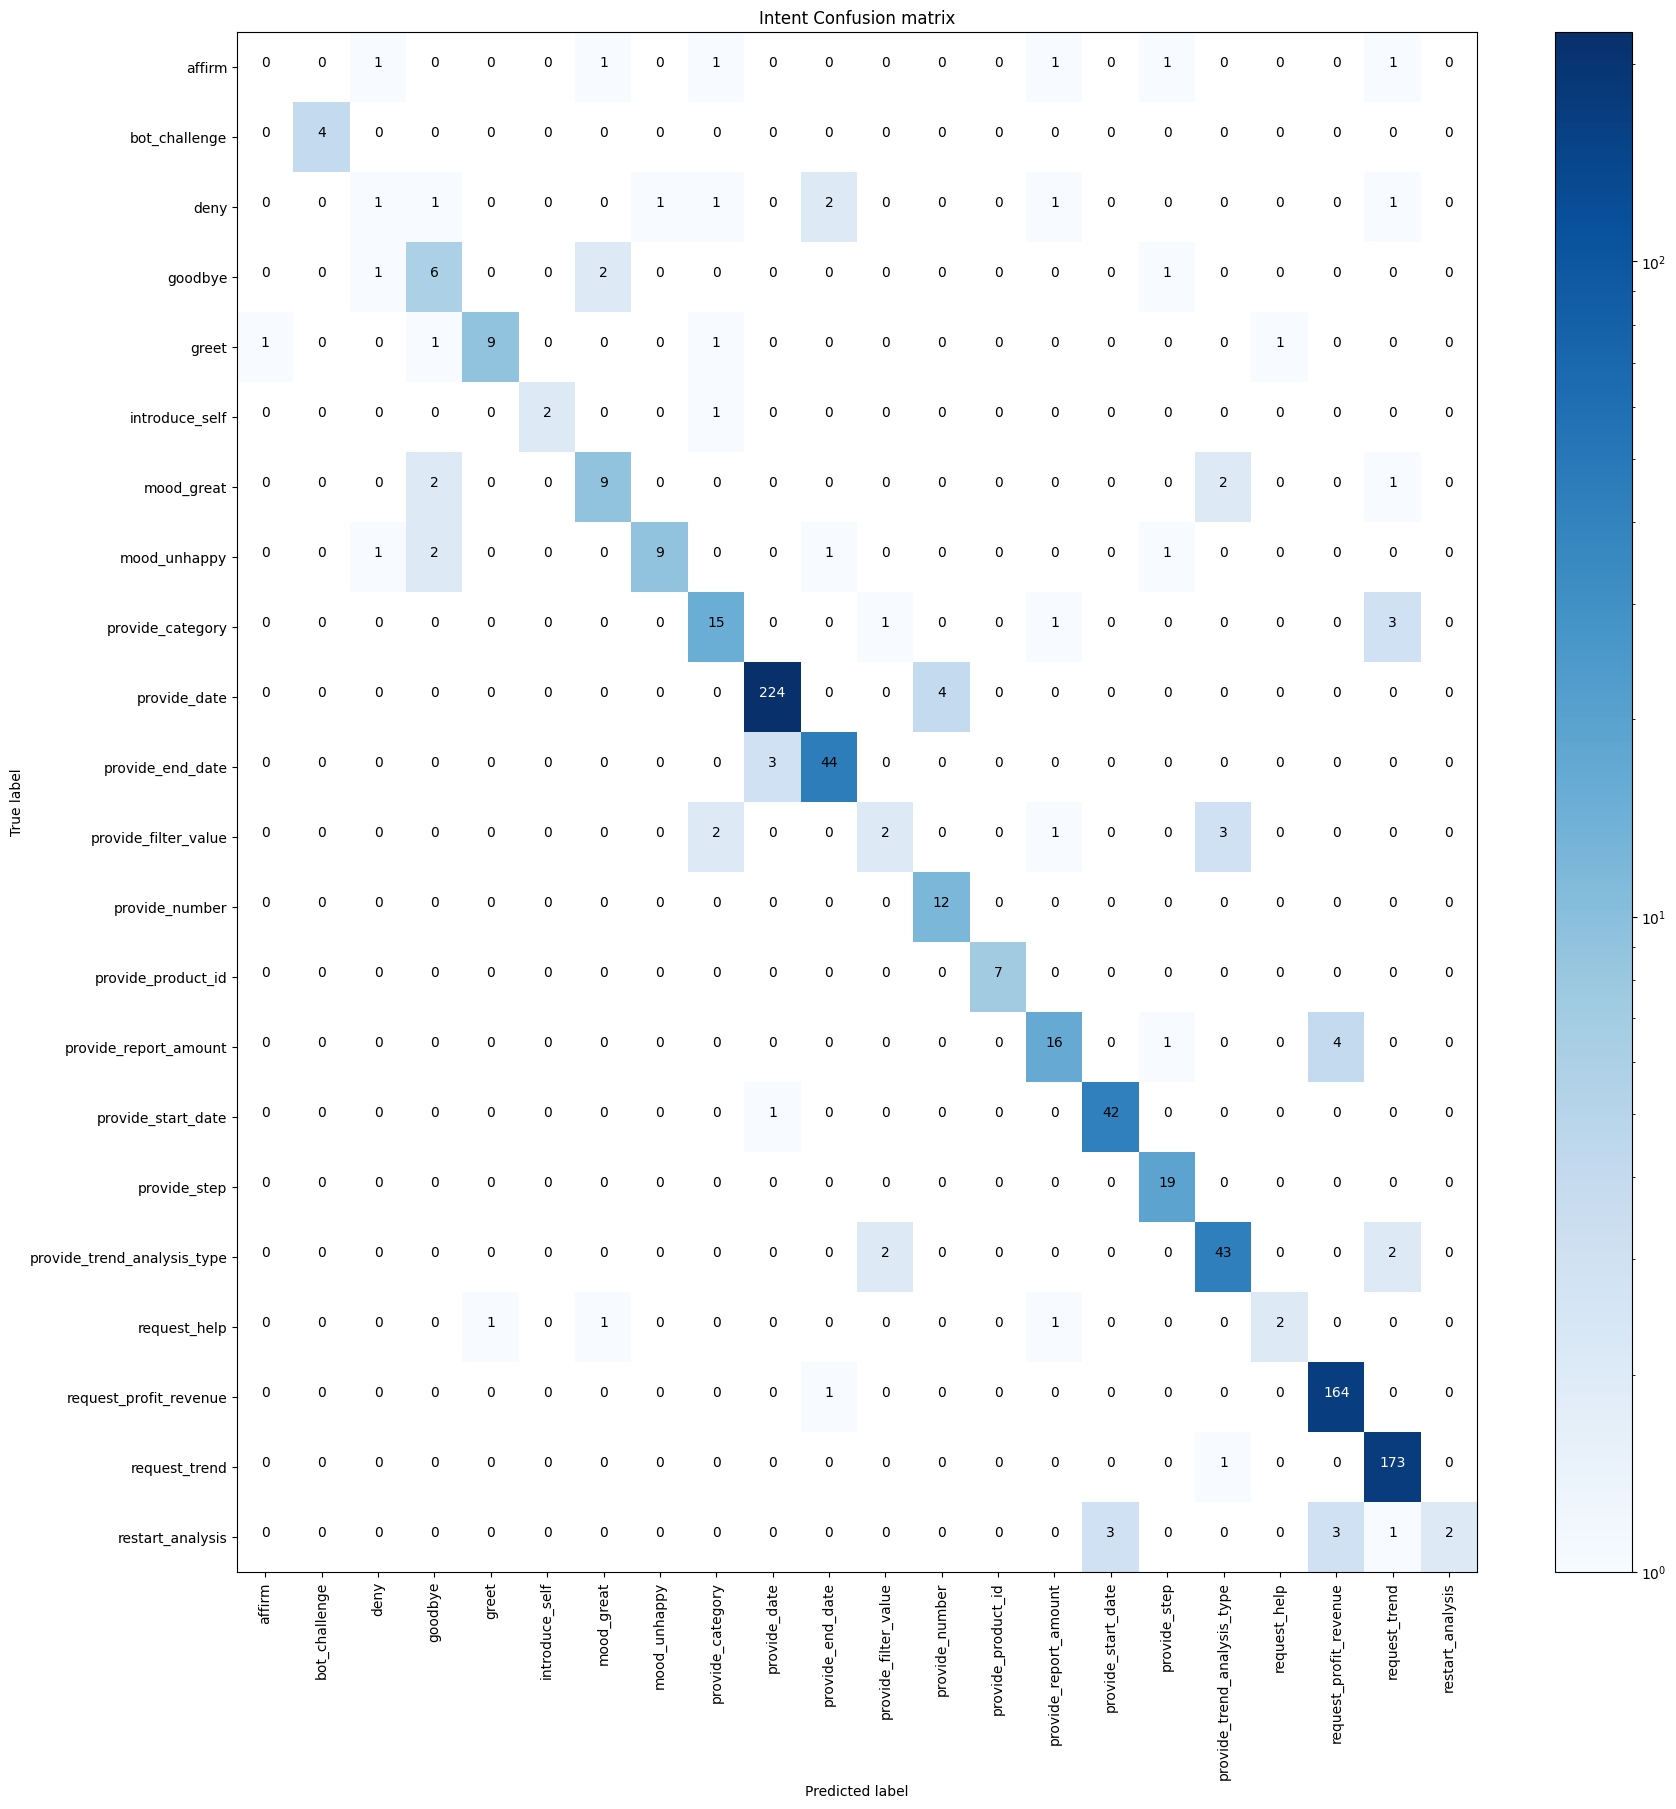 Intent Confusion matrix
affirm 0 0 1 0 0 0 1 0 1 0 0 0 0 0 1 0 1 0 0 0 1 0
bot_challenge 0 4 0 0 0 0 0 0 0 0 0 0 0 0 0 0 0 0 0 0 0 0
deny 0 0 1 1 0 0 0 1 1 0 2 0 0 0 1 0 0 0 0 0 1 0
goodbye 0 0 1 6 0 0 2 0 0 0 0 0 0 0 0 0 1 0 0 0 0 0
greet 1 0 0 1 9 0 0 0 1 0 0 0 0 0 0 0 0 0 1 0 0 0
introduce_self 0 0 0 0 0 2 0 0 1 0 0 0 0 0 0 0 0 0 0 0 0 0
mood_great 0 0 0 2 0 0 9 0 0 0 0 0 0 0 0 0 0 2 0 0 1 0
mood_unhappy 0 0 1 2 0 0 0 9 0 0 1 0 0 0 0 0 1 0 0 0 0 0
provide_category 0 0 0 0 0 0 0 0 15 0 0 1 0 0 1 0 0 0 0 0 3 0
provide_date 0 0 0 0 0 0 0 0 0 224 0 0 4 0 0 0 0 0 0 0 0 0
provide_end_date 0 0 0 0 0 0 0 0 0 3 44 0 0 0 0 0 0 0 0 0 0 0
provide_filter_value 0 0 0 0 0 0 0 0 2 0 0 2 0 0 1 0 0 3 0 0 0 0
provide_number 0 0 0 0 0 0 0 0 0 0 0 0 12 0 0 0 0 0 0 0 0 0
provide_product_id 0 0 0 0 0 0 0 0 0 0 0 0 0 7 0 0 0 0 0 0 0 0
provide_report_amount 0 0 0 0 0 0 0 0 0 0 0 0 0 0 16 0 1 0 0 4 0 0
provide_start_date 0 0 0 0 0 0 0 0 0 1 0 0 0 0 0 42 0 0 0 0 0 0
provide_step 0 0 0 0 0 0 0 0 0 0 0 0 0 0 0 0 19 0 0 0 0 0
provide_trend_analysis_type 0 0 0 0 0 0 0 0 0 0 0 2 0 0 0 0 0 43 0 0 2 0
request_help 0 0 0 0 1 0 1 0 0 0 0 0 0 0 1 0 0 0 2 0 0 0
request_profit_revenue 0 0 0 0 0 0 0 0 0 0 1 0 0 0 0 0 0 0 0 164 0 0
request_trend 0 0 0 0 0 0 0 0 0 0 0 0 0 0 0 0 0 1 0 0 173 0
restart_analysis 0 0 0 0 0 0 0 0 0 0 0 0 0 0 0 3 0 0 0 3 1 2
True label
affirm
bot_challenge
deny
goodbye
greet
introduce_self
mood_great
mood_unhappy
provide_category
provide_date
provide_end_date
provide_filter_value
provide_number
provide_product_id
provide_report_amount
provide_start_date
provide_step
provide_trend_analysis_type
request_help
request_profit_revenue
request_trend
restart_analysis
Predicted label
10²
10¹
10⁰